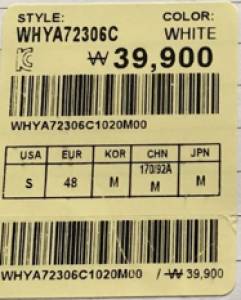 STYLE: COLOR:
WHYA72306C WHITE
₩ 39,900
WHYA72306C1020M00
USA EUR KOR CHN JPN
S 48 M 170/92A M M
WHYA72306C1020M00 / ₩ 39,900